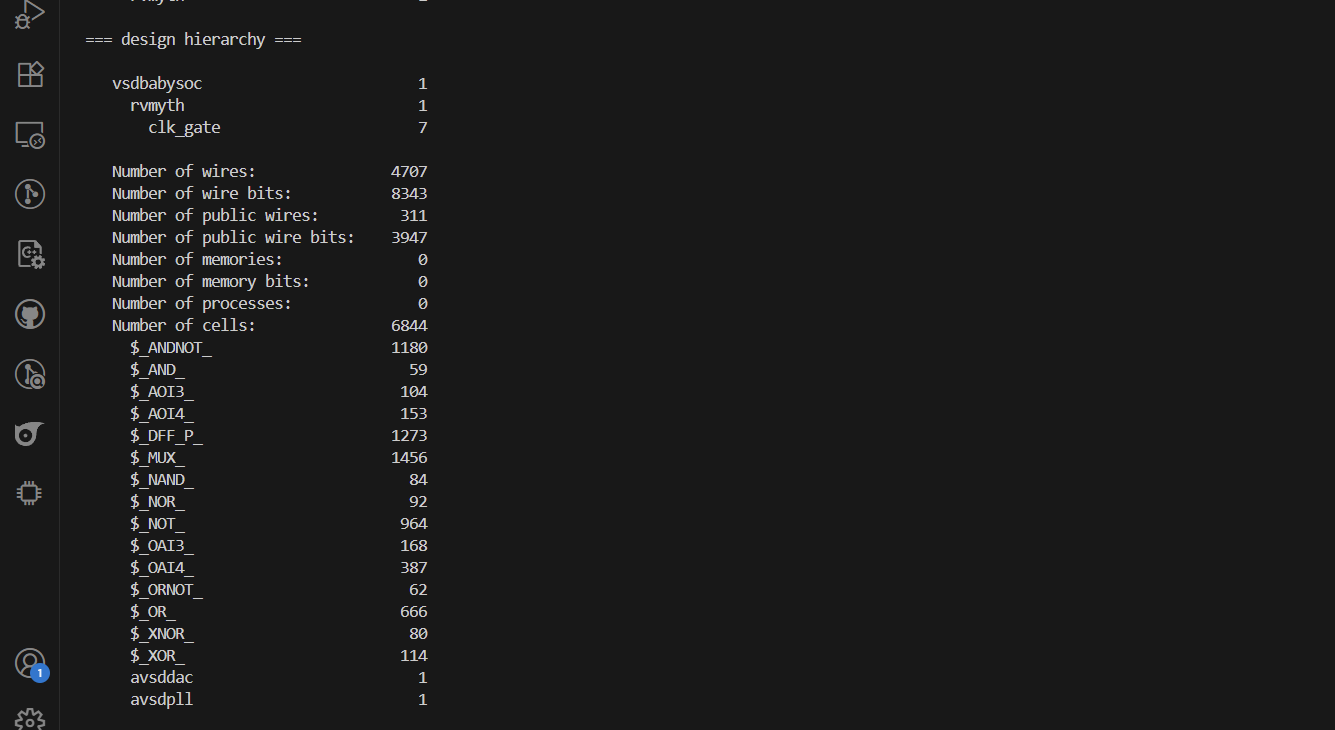 === design hierarchy ===
vsdbabysoc 1
rvmyth 1
clk_gate 7
Number of wires: 4707
Number of wire bits: 8343
Number of public wires: 311
Number of public wire bits: 3947
Number of memories: 0
Number of memory bits: 0
Number of processes: 0
Number of cells: 6844
$_ANDNOT_ 1180
$_AND_ 59
$_AOI3_ 104
$_AOI4_ 153
$_DFF_P_ 1273
$_MUX_ 1456
$_NAND_ 84
$_NOR_ 92
$_NOT_ 964
$_OAI3_ 168
$_OAI4_ 387
$_ORNOT_ 62
$_OR_ 666
$_XNOR_ 80
$_XOR_ 114
avsddac 1
avsdpll 1
1